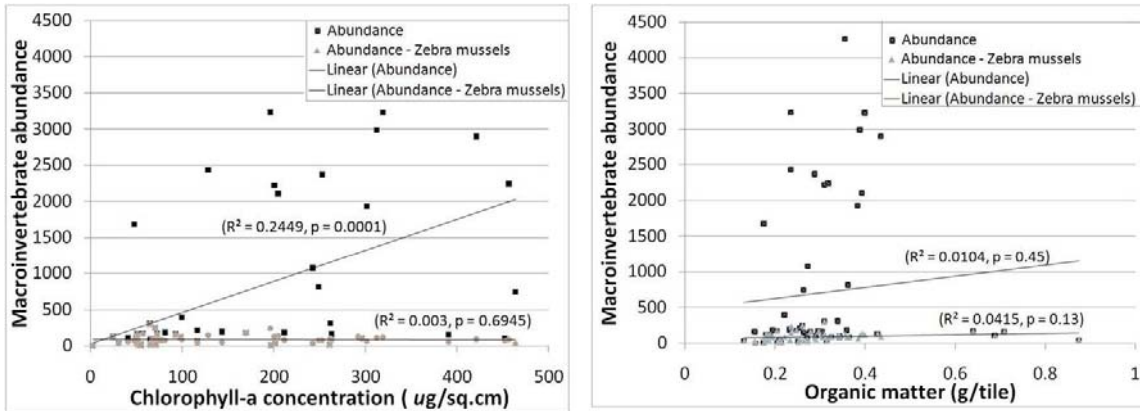 4500
4000
3500
3000
2500
2000
1500
1000
500
0
Macroinvertebrate abundance
Abundance
Abundance - Zebra mussels
Linear (Abundance)
Linear (Abundance - Zebra mussels)
(R² = 0.2449, p = 0.0001)
(R² = 0.003, p = 0.6945)
0 100 200 300 400 500
Chlorophyll-a concentration ( ug/sq.cm)
4500
4000
3500
3000
2500
2000
1500
1000
500
0
Macroinvertebrate abundance
Abundance
Abundance - Zebra mussels
Linear (Abundance)
Linear (Abundance - Zebra mussels)
(R² = 0.0104, p = 0.45)
(R² = 0.0415, p = 0.13)
0 0.2 0.4 0.6 0.8 1
Organic matter (g/tile)